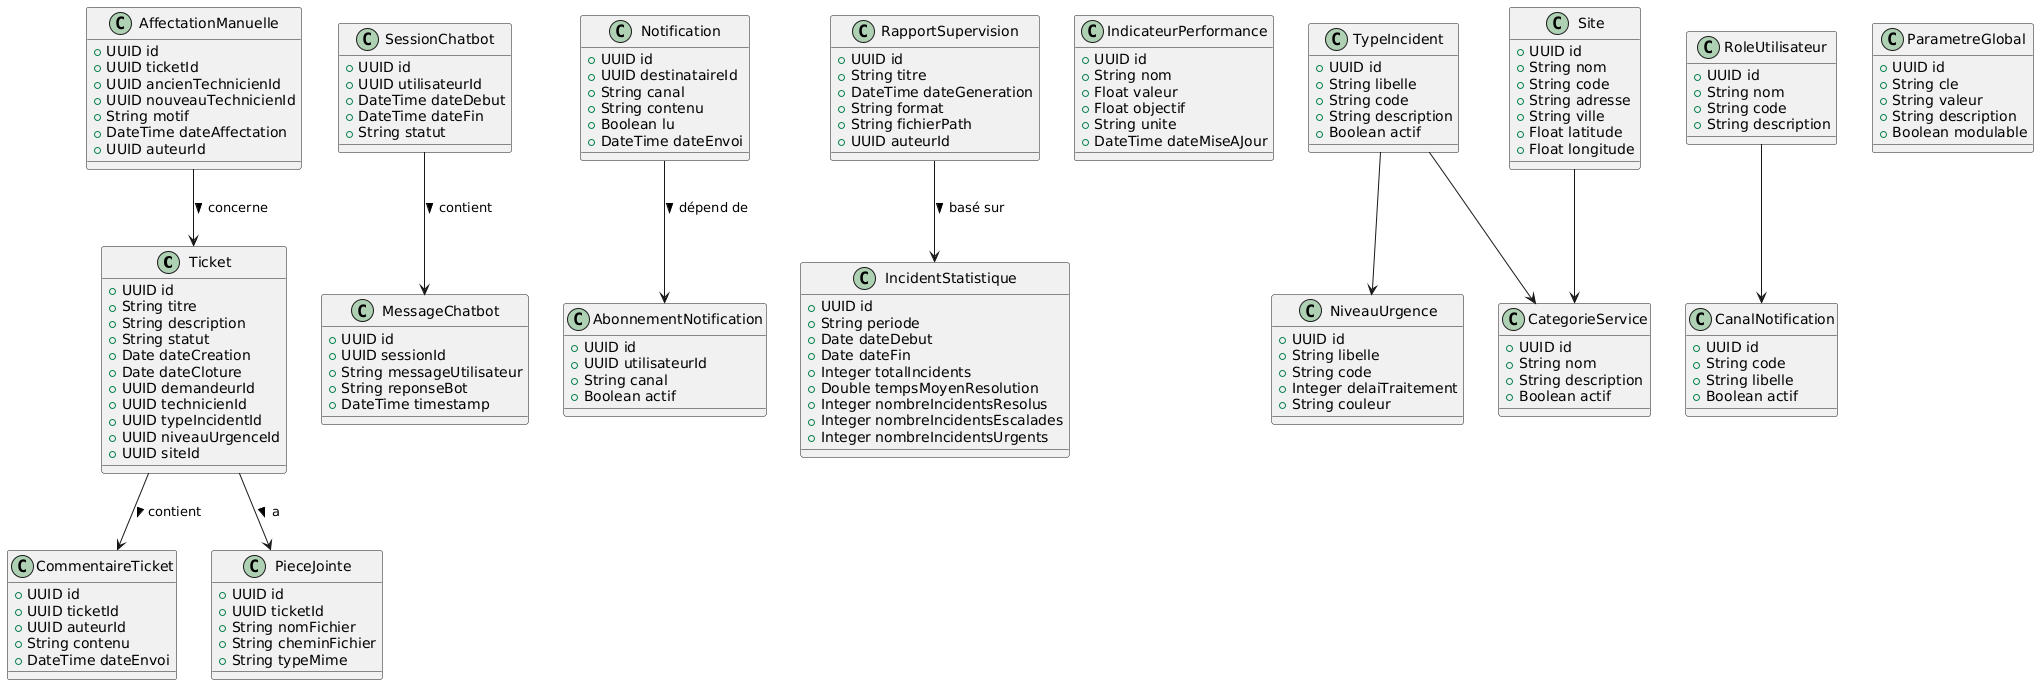 C AffectationManuelle
UUID id
UUID ticketId
UUID ancienTechnicienId
UUID nouveauTechnicienId
String motif
DateTime dateAffectation
UUID auteurId
C SessionChatbot
UUID id
UUID utilisateurId
DateTime dateDebut
DateTime dateFin
String statut
C Notification
UUID id
UUID destinataireId
String canal
String contenu
Boolean lu
DateTime dateEnvoi
C RapportSupervision
UUID id
String titre
DateTime dateGeneration
String format
String fichierPath
UUID auteurId
C IndicateurPerformance
UUID id
String nom
Float valeur
Float objectif
String unite
DateTime dateMiseAJour
C TypeIncident
UUID id
String libelle
String code
String description
Boolean actif
C Site
UUID id
String nom
String code
String adresse
String ville
Float latitude
Float longitude
C RoleUtilisateur
UUID id
String nom
String code
String description
C ParametreGlobal
UUID id
String cle
String valeur
String description
Boolean modulable
concerne
contient
dépend de
basé sur
C Ticket
UUID id
String titre
String description
String statut
Date dateCreation
Date dateCloture
UUID demandeurId
UUID technicienId
UUID typeIncidentId
UUID niveauUrgenceId
UUID siteId
C MessageChatbot
UUID id
UUID sessionId
String messageUtilisateur
String reponseBot
DateTime timestamp
C AbonnementNotification
UUID id
UUID utilisateurId
String canal
Boolean actif
C IncidentStatistique
UUID id
String periode
Date dateDebut
Date dateFin
Integer totalIncidents
Double tempsMoyenResolution
Integer nombreIncidentsResolus
Integer nombreIncidentsEscalades
Integer nombreIncidentsUrgents
C NiveauUrgence
UUID id
String libelle
String code
Integer delaiTraitement
String couleur
C CategorieService
UUID id
String nom
String description
Boolean actif
C CanalNotification
UUID id
String code
String libelle
Boolean actif
contient
a
C CommentaireTicket
UUID id
UUID ticketId
UUID auteurId
String contenu
DateTime dateEnvoi
C PieceJointe
UUID id
UUID ticketId
String nomFichier
String cheminFichier
String typeMime